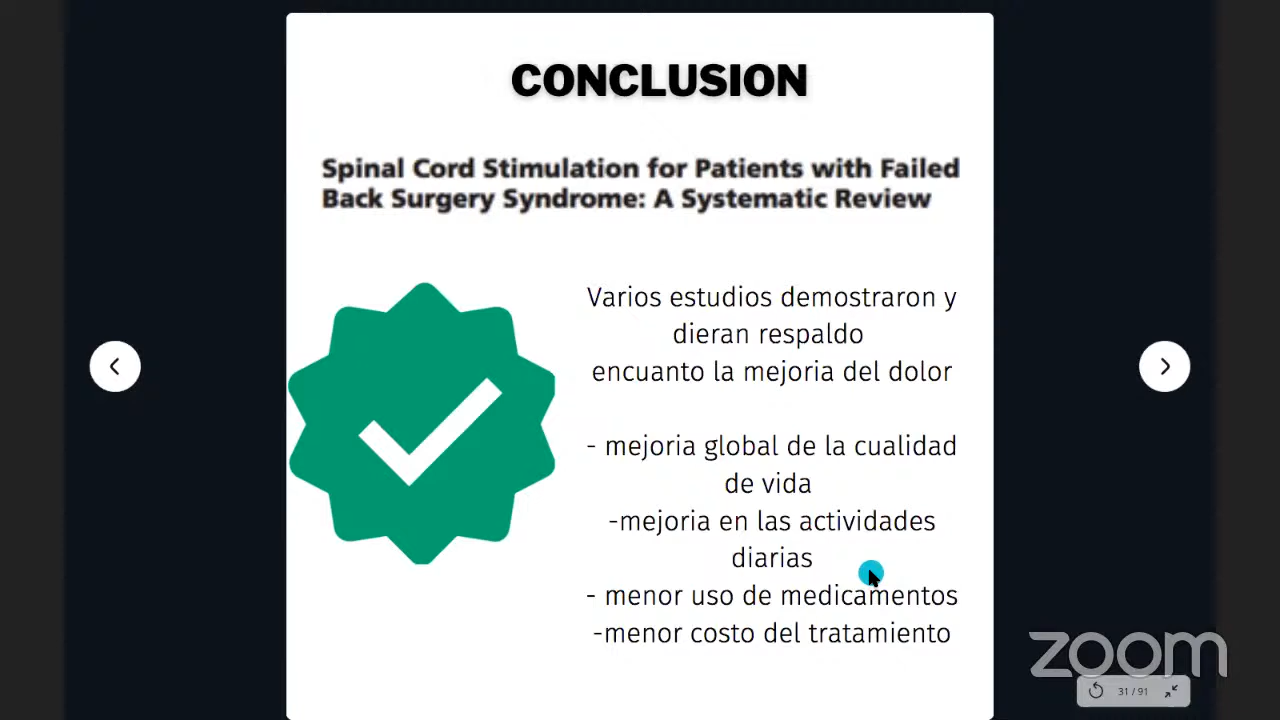 CONCLUSION
Spinal Cord Stimulation for Patients with Failed
Back Surgery Syndrome: A Systematic Review
Varios estudios demostraron y
dieran respaldo
encuanto la mejoria del dolor
- mejoria global de la cualidad
de vida
-mejoria en las actividades
diarias
- menor uso de medicamentos
-menor costo del tratamiento
zoom
31 / 91